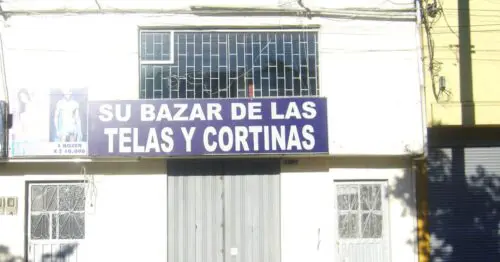 SU BAZAR DE LAS
TELAS Y CORTINAS